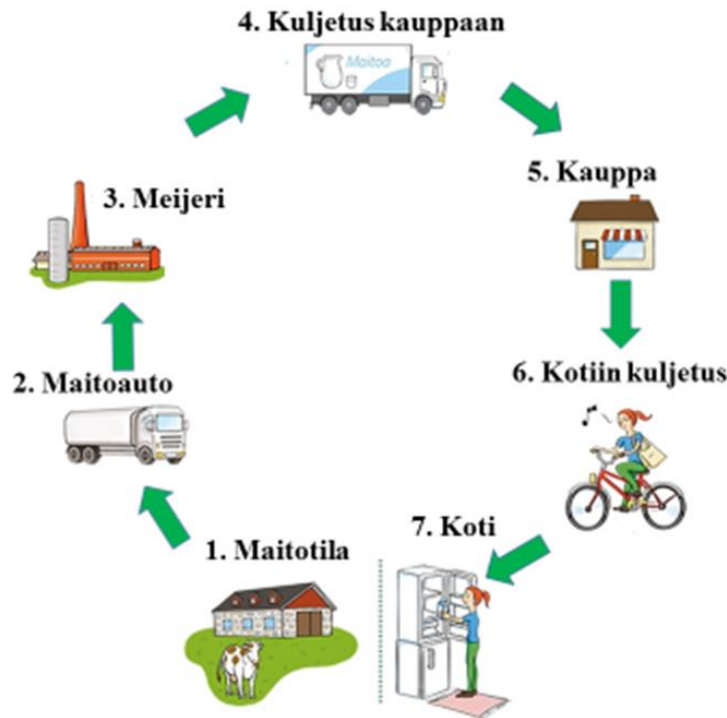 1. Maitotila
2. Maitoauto
3. Meijeri
4. Kuljetus kauppaan
Maitoa
5. Kauppa
6. Kotiin kuljetus
7. Koti